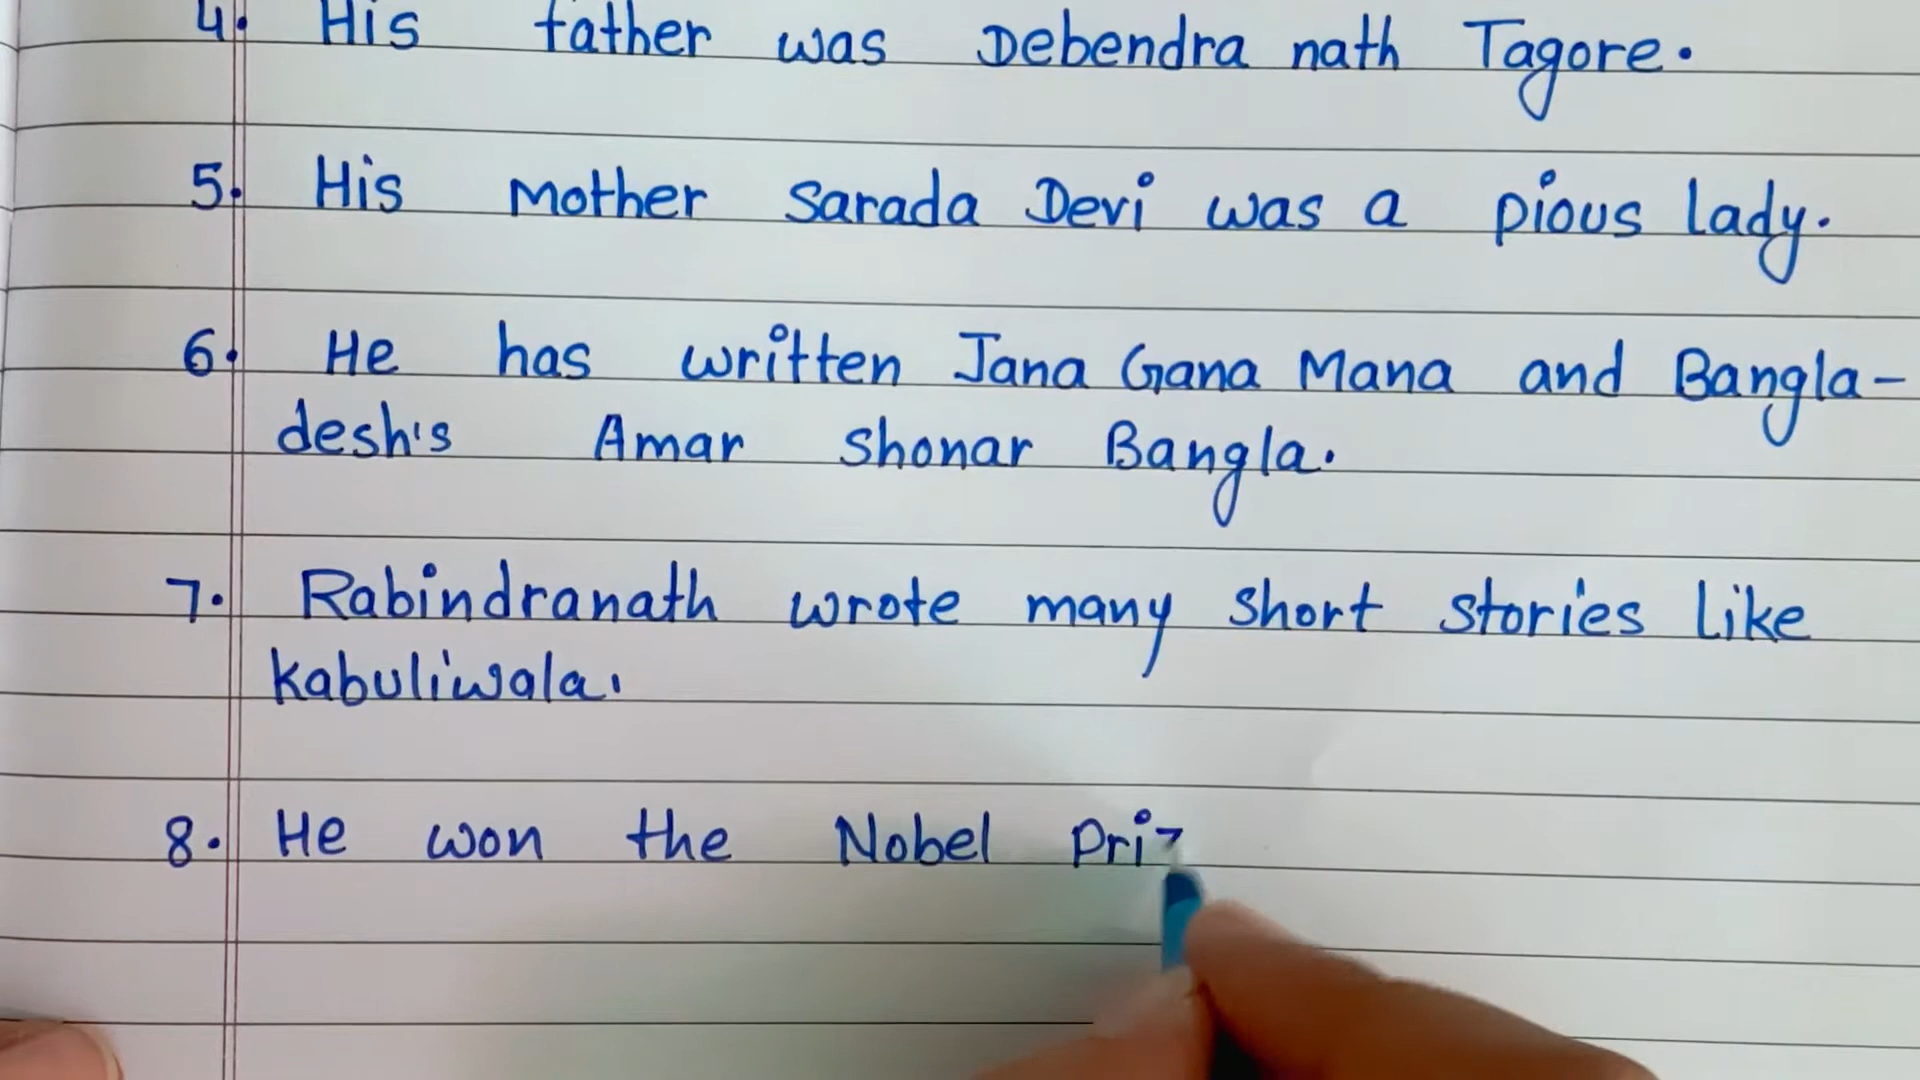 4. His father was Debendra nath Tagore.
5. His mother Sarada Devi was a pious lady.
6. He has written Jana Gana Mana and Bangla-
desh's Amar Shonar Bangla.
7. Rabindranath wrote many short stories like
kabuliwala.
8. He won the Nobel Priz